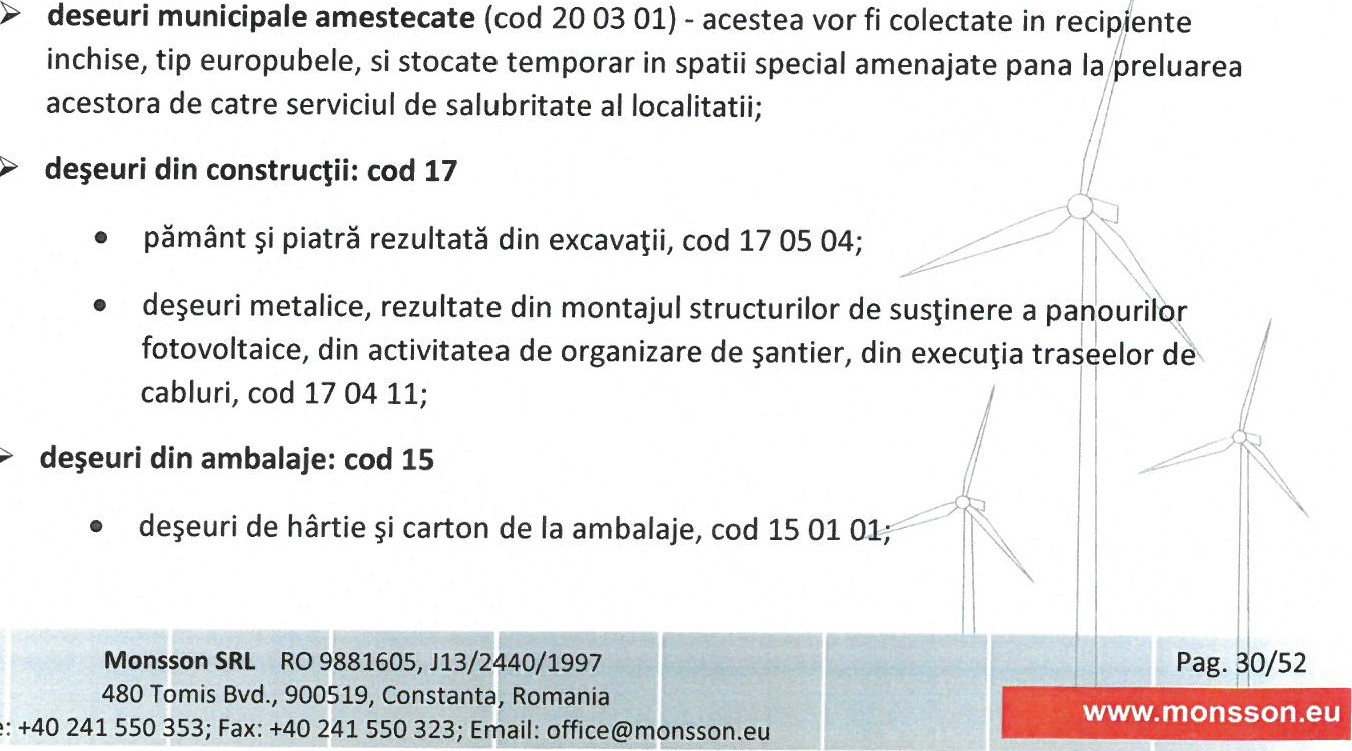 ➢ deseuri municipale amestecate (cod 20 03 01) - acestea vor fi colectate in recipiente
inchise, tip europubele, si stocate temporar in spatii special amenajate pana la preluarea
acestora de catre serviciul de salubritate al localitatii;
➢ deşeuri din construcţii: cod 17
• pământ şi piatră rezultată din excavaţii, cod 17 05 04;
• deşeuri metalice, rezultate din montajul structurilor de susţinere a panourilor
fotovoltaice, din activitatea de organizare de şantier, din execuţia traseelor de
cabluri, cod 17 04 11;
➢ deşeuri din ambalaje: cod 15
• deşeuri de hârtie şi carton de la ambalaje, cod 15 01 01;
Monsson SRL RO 9881605, J13/2440/1997
480 Tomis Bvd., 900519, Constanta, Romania
: +40 241 550 353; Fax: +40 241 550 323; Email: office@monsson.eu
Pag. 30/52
www.monsson.eu